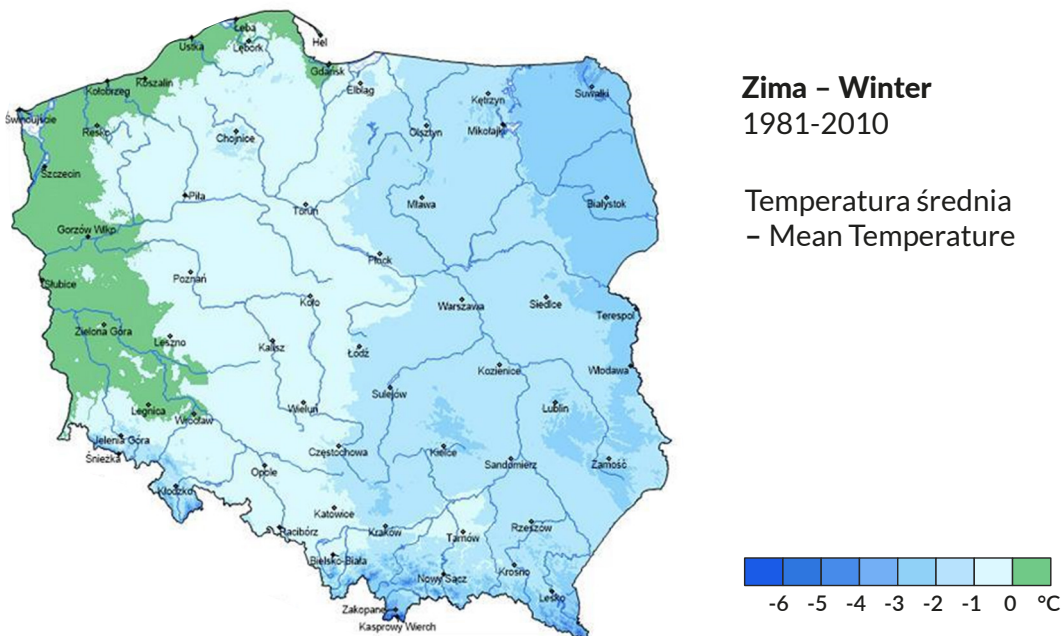 Łeba
Hel
Ustka
Lębork
Gdańsk
Koszalin
Kołobrzeg
Elbląg
Kętrzyn
Suwałki
Świnoujście
Resko
Chojnice
Olsztyn
Mikołajki
Szczecin
Piła
Toruń
Mława
Białystok
Gorzów Wlkp
Płock
Słubice
Poznań
Koło
Warszawa
Siedlce
Terespol
Zielona Góra
Leszno
Kalisz
Łódź
Kozienice
Włodawa
Sulejów
Legnica
Wrocław
Wieluń
Lublin
Jelenia Góra
Śnieżka
Częstochowa
Kielce
Sandomierz
Zamość
Opole
Kłodzko
Katowice
Kraków
Tarnów
Rzeszów
Racibórz
Bielsko-Biała
Nowy Sącz
Krosno
Lesko
Zakopane
Kasprowy Wierch
Zima – Winter
1981-2010
Temperatura średnia
– Mean Temperature
-6 -5 -4 -3 -2 -1 0 °C